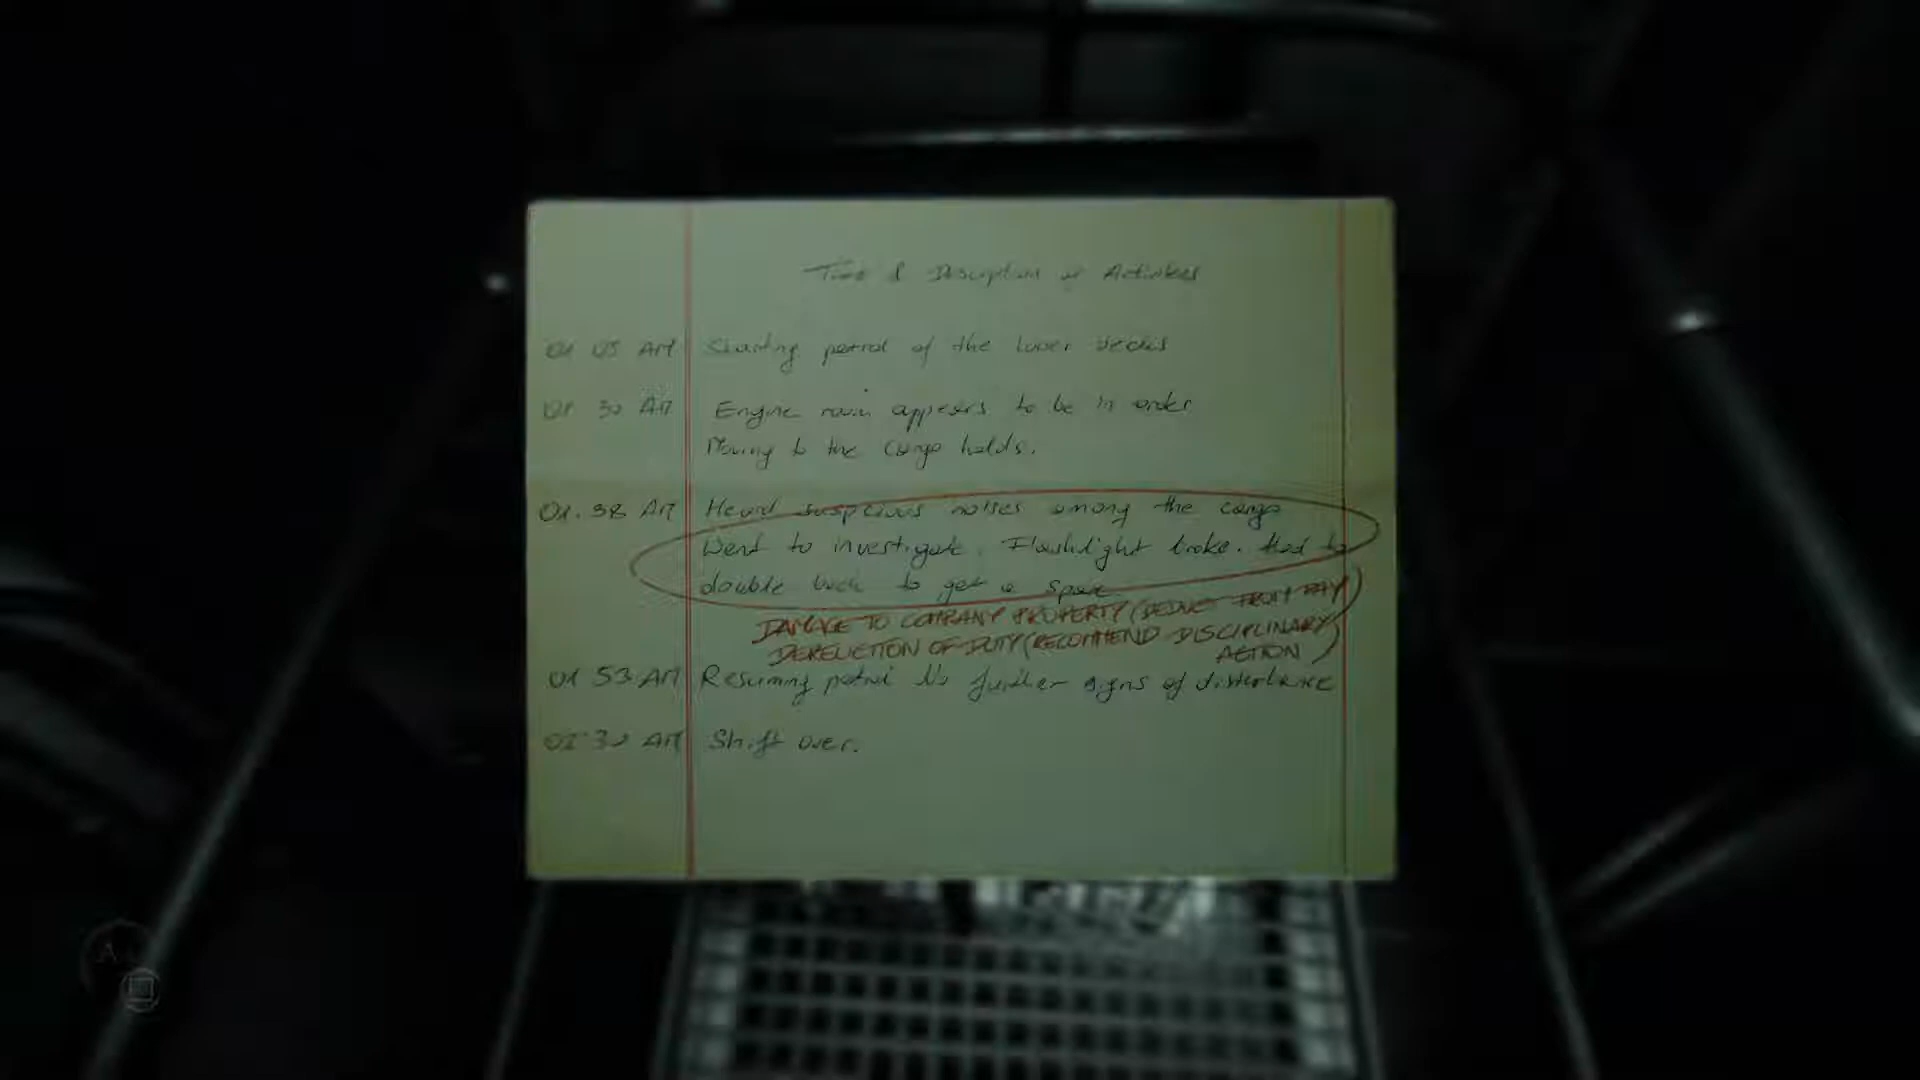 Time & Description of Activities
01 05 AM Starting patrol of the lower decks
01 30 AM Engine room appears to be in order
Moving to the cargo holds.
01.38 AM Heard suspicious noises among the cargo
Went to investigate. Flashlight broke. Had to
double back to get a spare.
DAMAGE TO COMPANY PROPERTY (DEDUCT FROM PAY)
DERELICTION OF DUTY (RECOMMEND DISCIPLINARY
ACTION)
01 53 AM Resuming patrol No further signs of disturbance
02 30 AM Shift over.